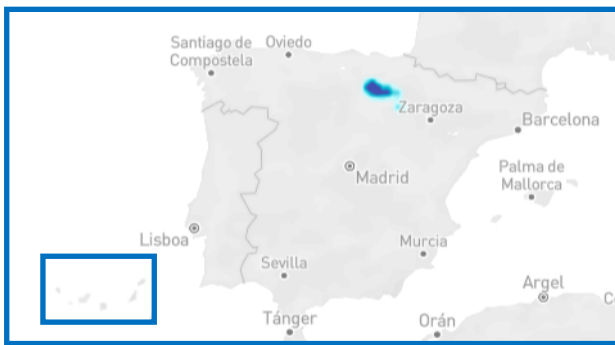 Santiago de
Compostela
Oviedo
Zaragoza
Barcelona
Madrid
Palma de
Mallorca
Lisboa
Murcia
Sevilla
Argel
Tánger
Orán